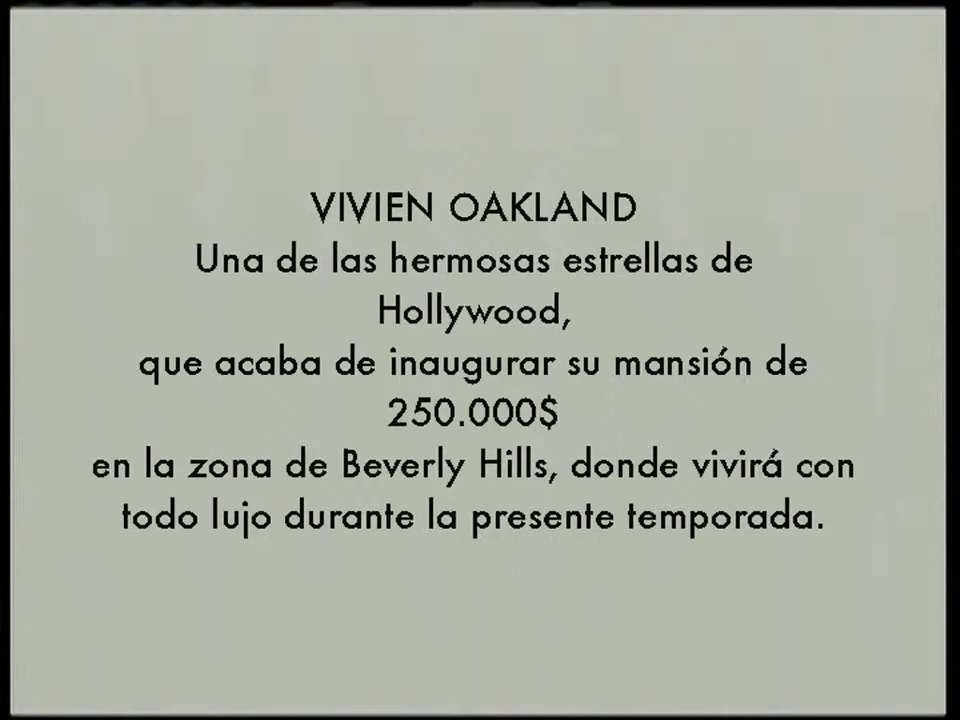 VIVIEN OAKLAND
Una de las hermosas estrellas de
Hollywood,
que acaba de inaugurar su mansión de
250.000$
en la zona de Beverly Hills, donde vivirá con
todo lujo durante la presente temporada.